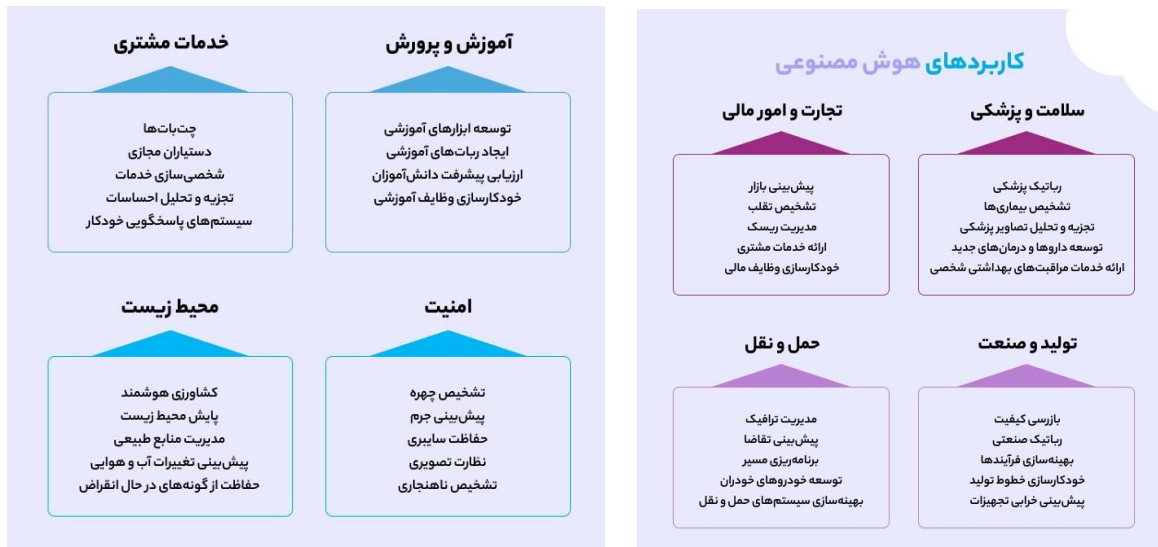 کاربردهای هوش مصنوعی
سلامت و پزشکی
رباتیک پزشکی
تشخیص بیماری‌ها
تجزیه و تحلیل تصاویر پزشکی
توسعه داروها و درمان‌های جدید
ارائه خدمات مراقبت‌های بهداشتی شخصی
تجارت و امور مالی
پیش‌بینی بازار
تشخیص تقلب
مدیریت ریسک
ارائه خدمات مشتری
خودکارسازی وظایف مالی
تولید و صنعت
بازرسی کیفیت
رباتیک صنعتی
بهینه‌سازی فرآیندها
خودکارسازی خطوط تولید
پیش‌بینی خرابی تجهیزات
حمل و نقل
مدیریت ترافیک
پیش‌بینی تقاضا
برنامه‌ریزی مسیر
توسعه خودروهای خودران
بهینه‌سازی سیستم‌های حمل و نقل
آموزش و پرورش
توسعه ابزارهای آموزشی
ایجاد ربات‌های آموزشی
ارزیابی پیشرفت دانش‌آموزان
خودکارسازی وظایف آموزشی
خدمات مشتری
چت‌بات‌ها
دستیاران مجازی
شخصی‌سازی خدمات
تجزیه و تحلیل احساسات
سیستم‌های پاسخگویی خودکار
امنیت
تشخیص چهره
پیش‌بینی جرم
حفاظت سایبری
نظارت تصویری
تشخیص ناهنجاری
محیط زیست
کشاورزی هوشمند
پایش محیط زیست
مدیریت منابع طبیعی
پیش‌بینی تغییرات آب و هوایی
حفاظت از گونه‌های در حال انقراض